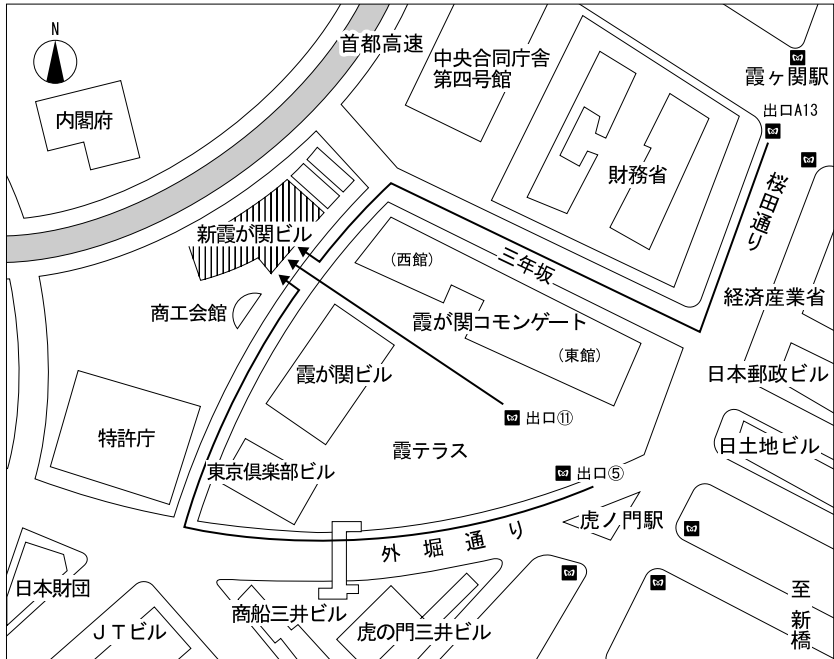 N
首都高速
中央合同庁舎
第四号館
霞ヶ関駅
出口A13
内閣府
財務省
桜田通り
新霞が関ビル
(西館)
三年坂
経済産業省
商工会館
霞が関コモンゲート
(東館)
霞が関ビル
日本郵政ビル
出口⑪
特許庁
霞テラス
日土地ビル
東京倶楽部ビル
出口⑤
虎ノ門駅
外堀通り
日本財団
至新橋
商船三井ビル
JTビル
虎の門三井ビル